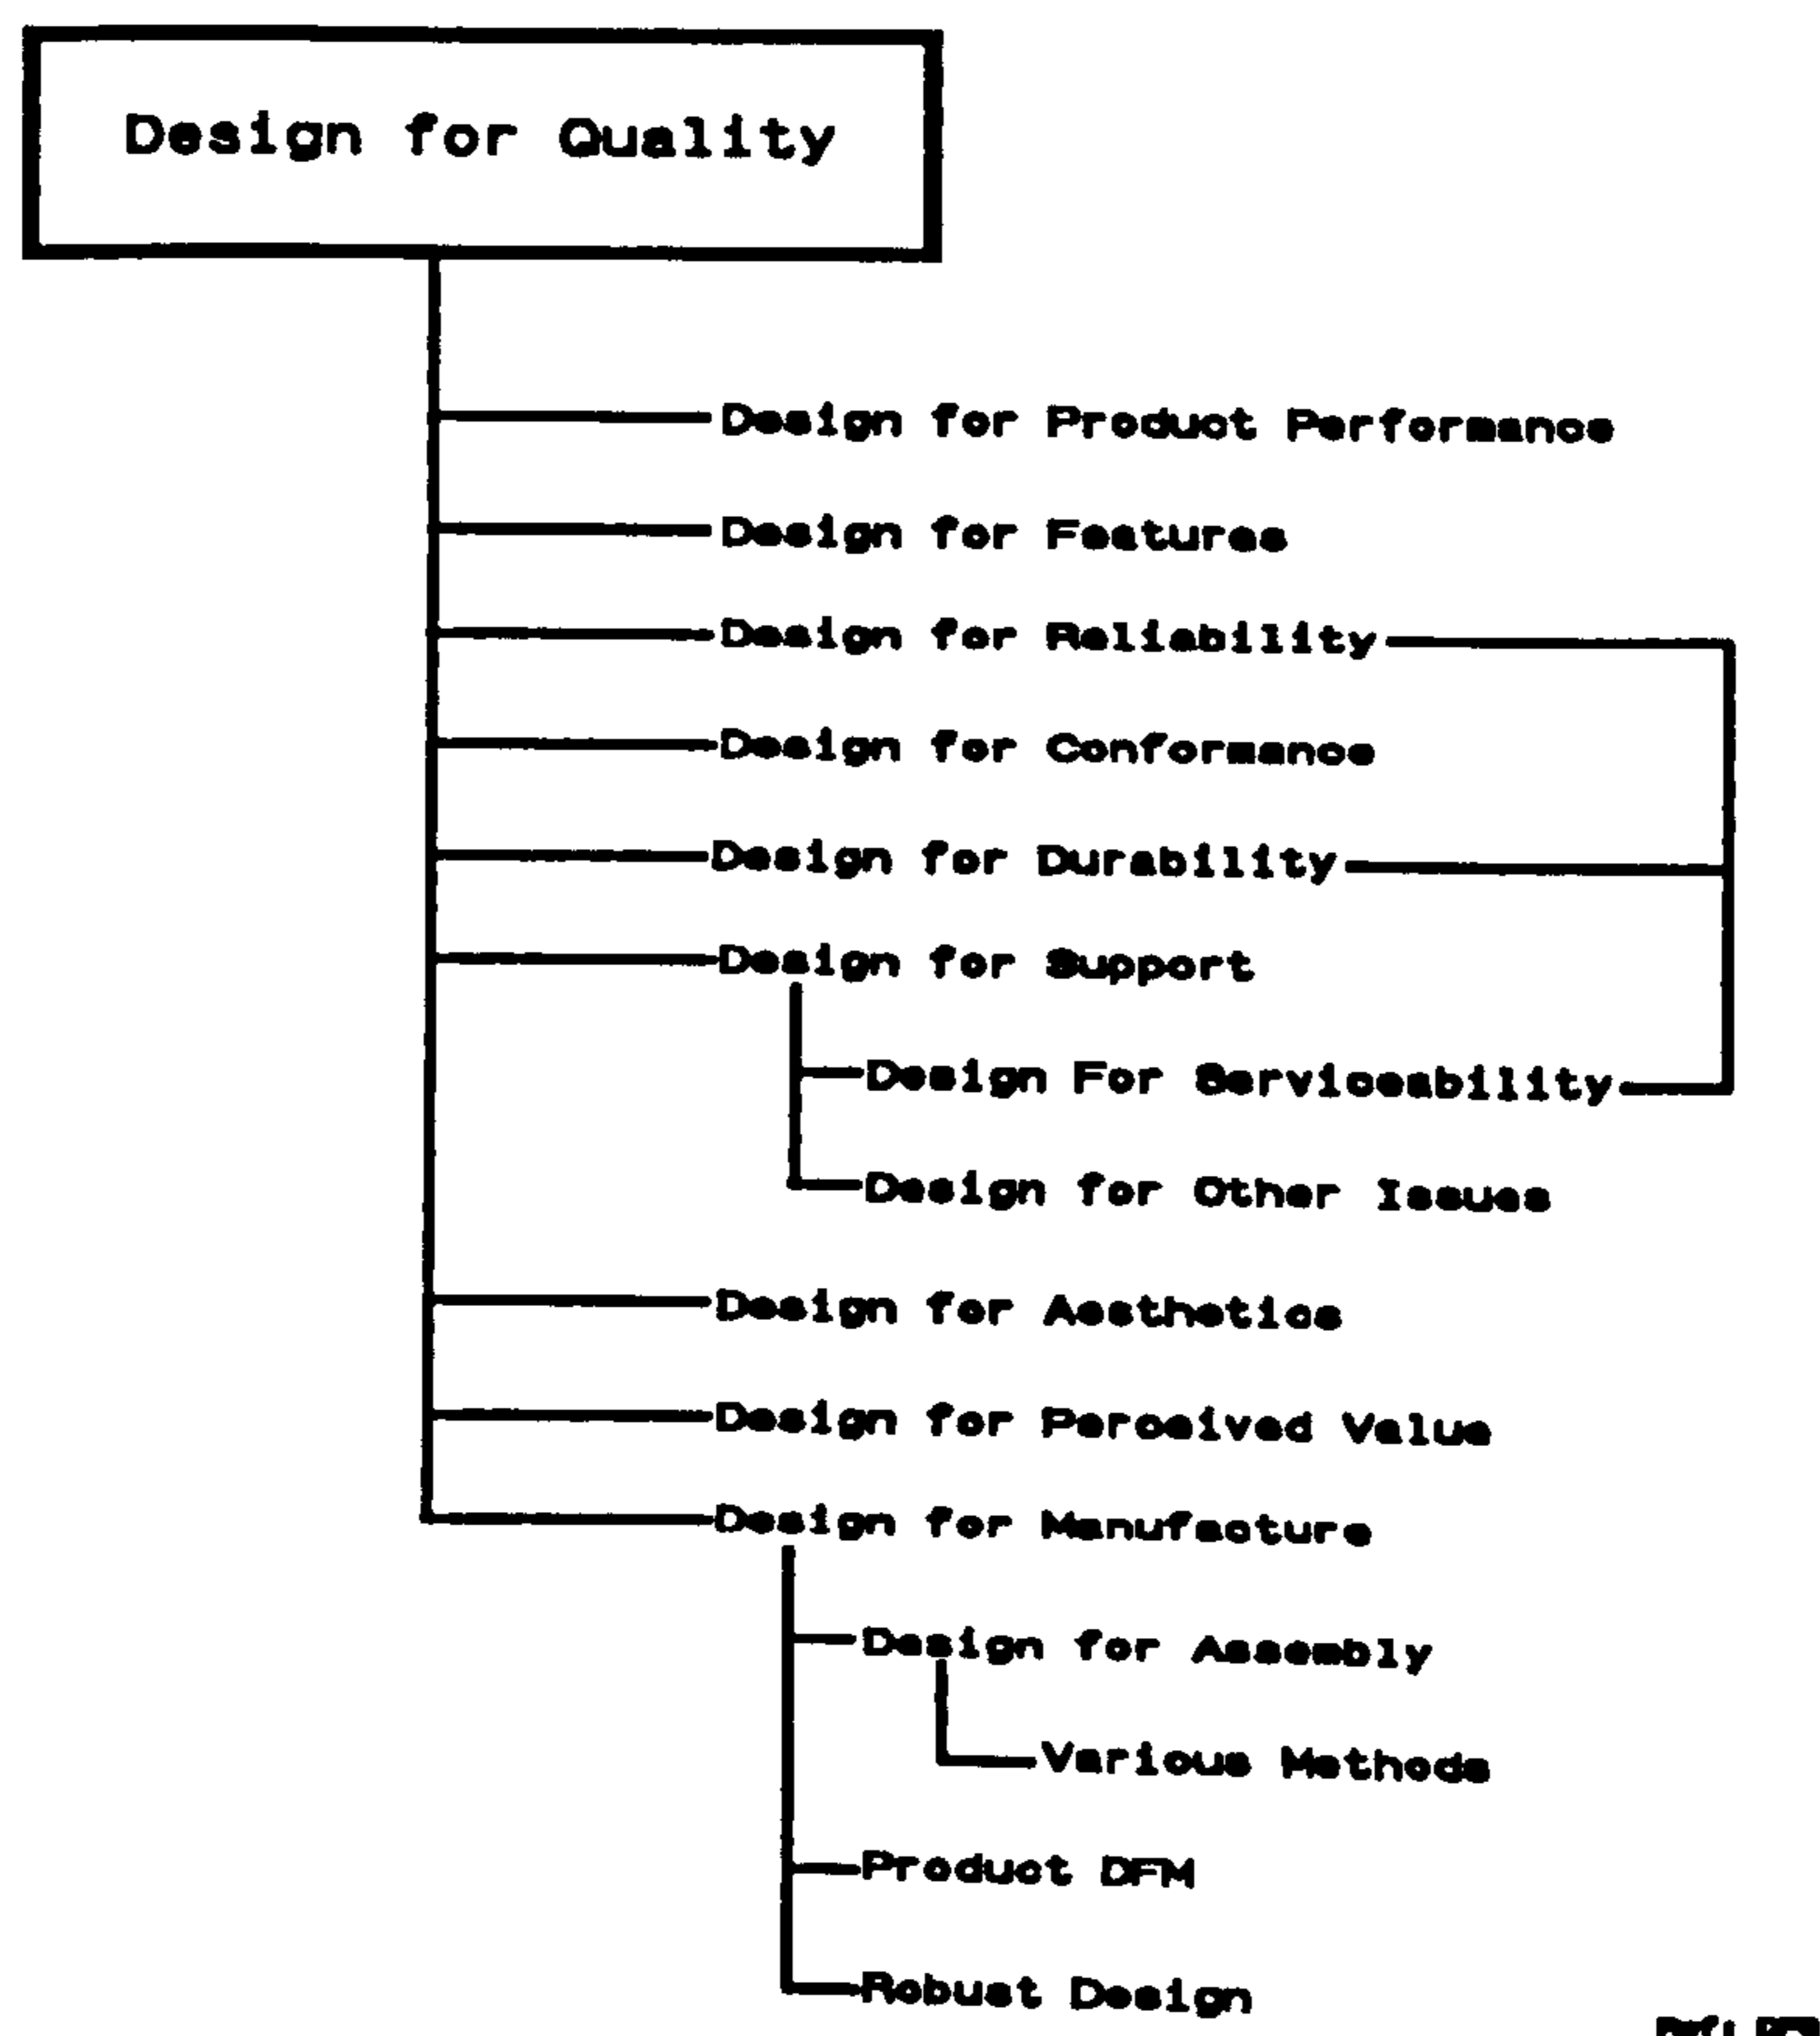 Design for Quality
Design for Product Performance
Design for Features
Design for Reliability
Design for Conformance
Design for Durability
Design for Support
Design For Serviceability
Design for Other Issues
Design for Aesthetics
Design for Perceived Value
Design for Manufacture
Design for Assembly
Various Methods
Product DFM
Robust Design